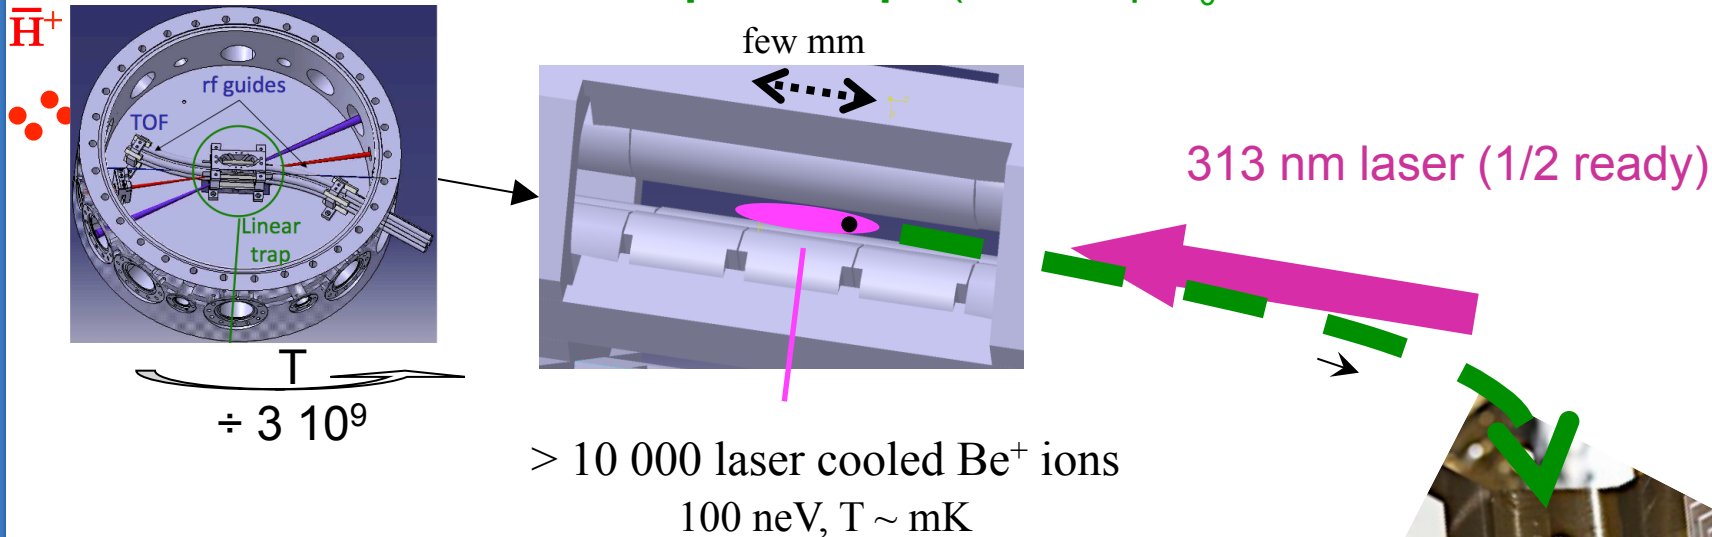 H̅⁺
few mm
rf guides
TOF
Linear
trap
313 nm laser (1/2 ready)
T
÷ 3 10⁹
> 10 000 laser cooled Be⁺ ions
100 neV, T ~ mK